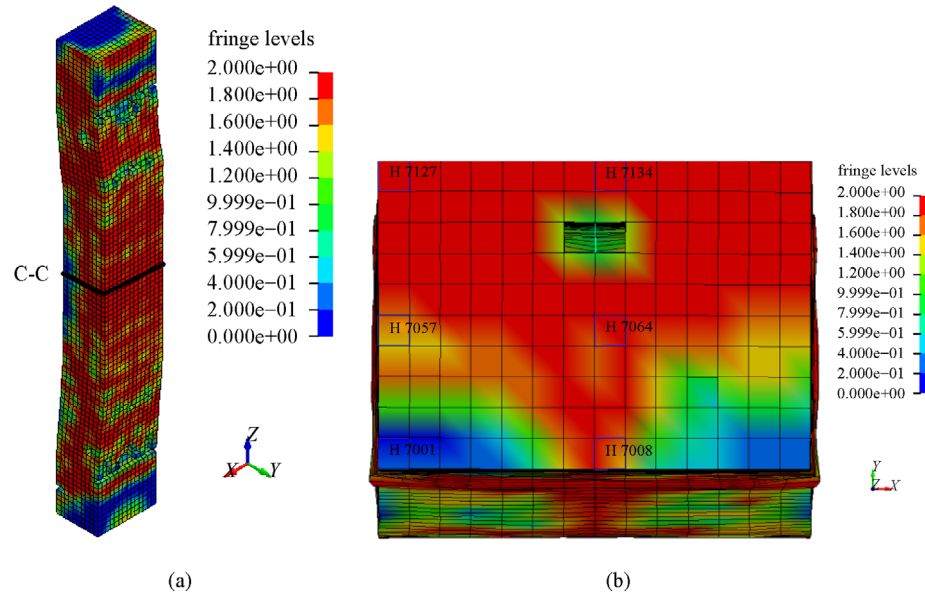 fringe levels
2.000e+00
1.800e+00
1.600e+00
1.400e+00
1.200e+00
9.999e−01
7.999e−01
5.999e−01
4.000e−01
2.000e−01
0.000e+00
C-C
Z
X
Y
(a)
H 7127
H 7134
H 7057
H 7064
H 7001
H 7008
fringe levels
2.000e+00
1.800e+00
1.600e+00
1.400e+00
1.200e+00
9.999e−01
7.999e−01
5.999e−01
4.000e−01
2.000e−01
0.000e+00
Y
Z
X
(b)